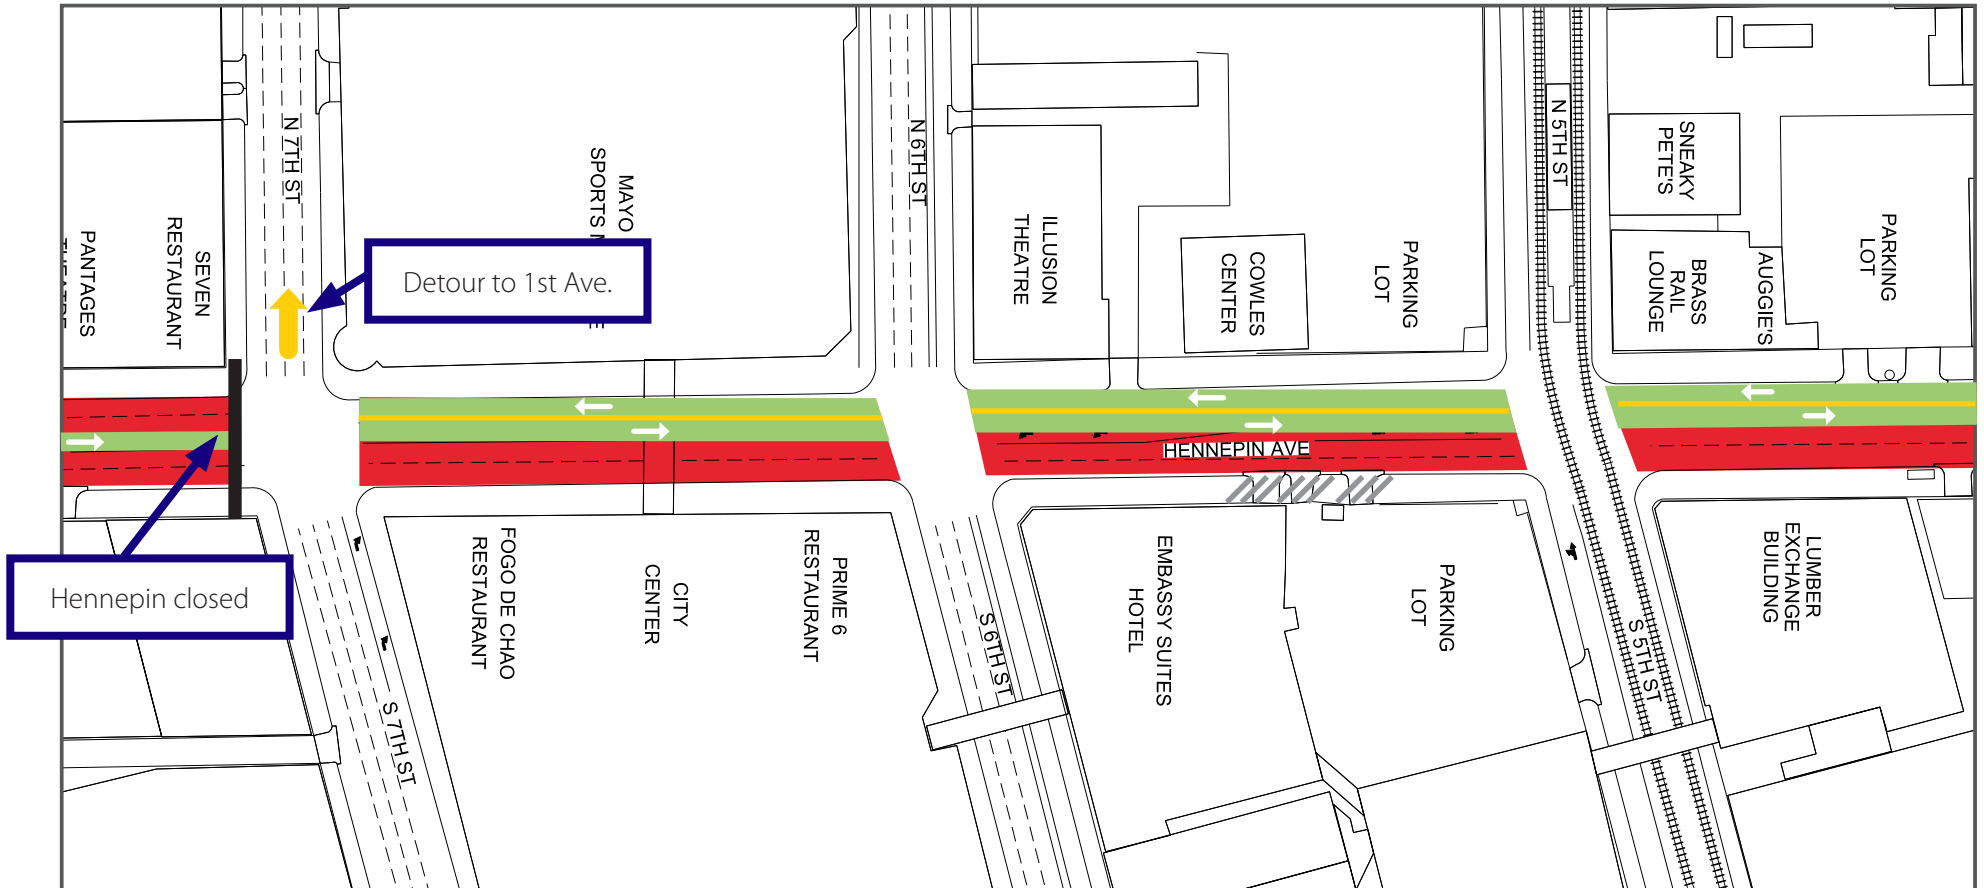 N 7TH ST
N 6TH ST
N 5TH ST
SNEAKY
PETE'S
MAYO
SPORTS
PANTAGES
SEVEN
RESTAURANT
Detour to 1st Ave.
ILLUSION
THEATRE
COWLES
CENTER
PARKING
LOT
BRASS
RAIL
LOUNGE
AUGGIE'S
PARKING
LOT
HENNEPIN AVE
Hennepin closed
FOGO DE CHAO
RESTAURANT
CITY
CENTER
PRIME 6
RESTAURANT
EMBASSY SUITES
HOTEL
PARKING
LOT
LUMBER
EXCHANGE
BUILDING
S 7TH ST
S 6TH ST
S 5TH ST